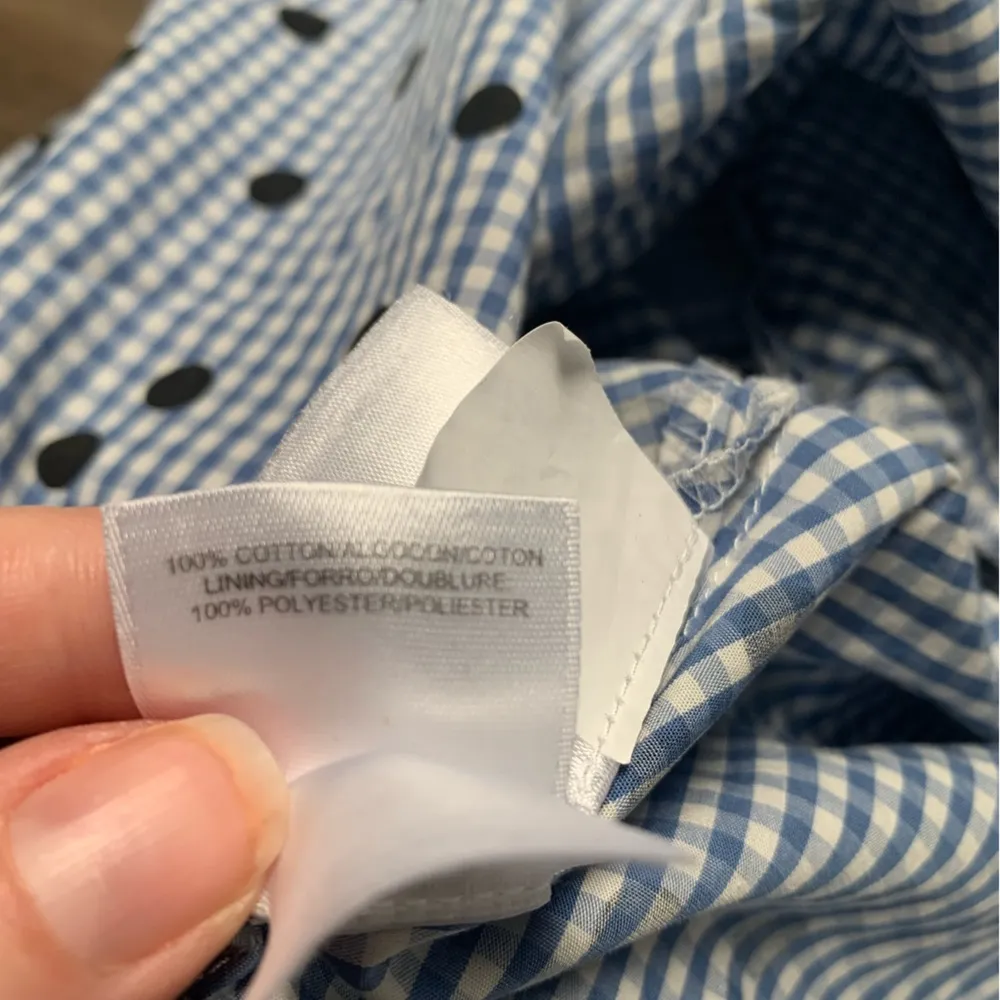 100% COTTON/ALGODON/COTON
LINING/FORRO/DOUBLURE
100% POLYESTER/POLIESTER